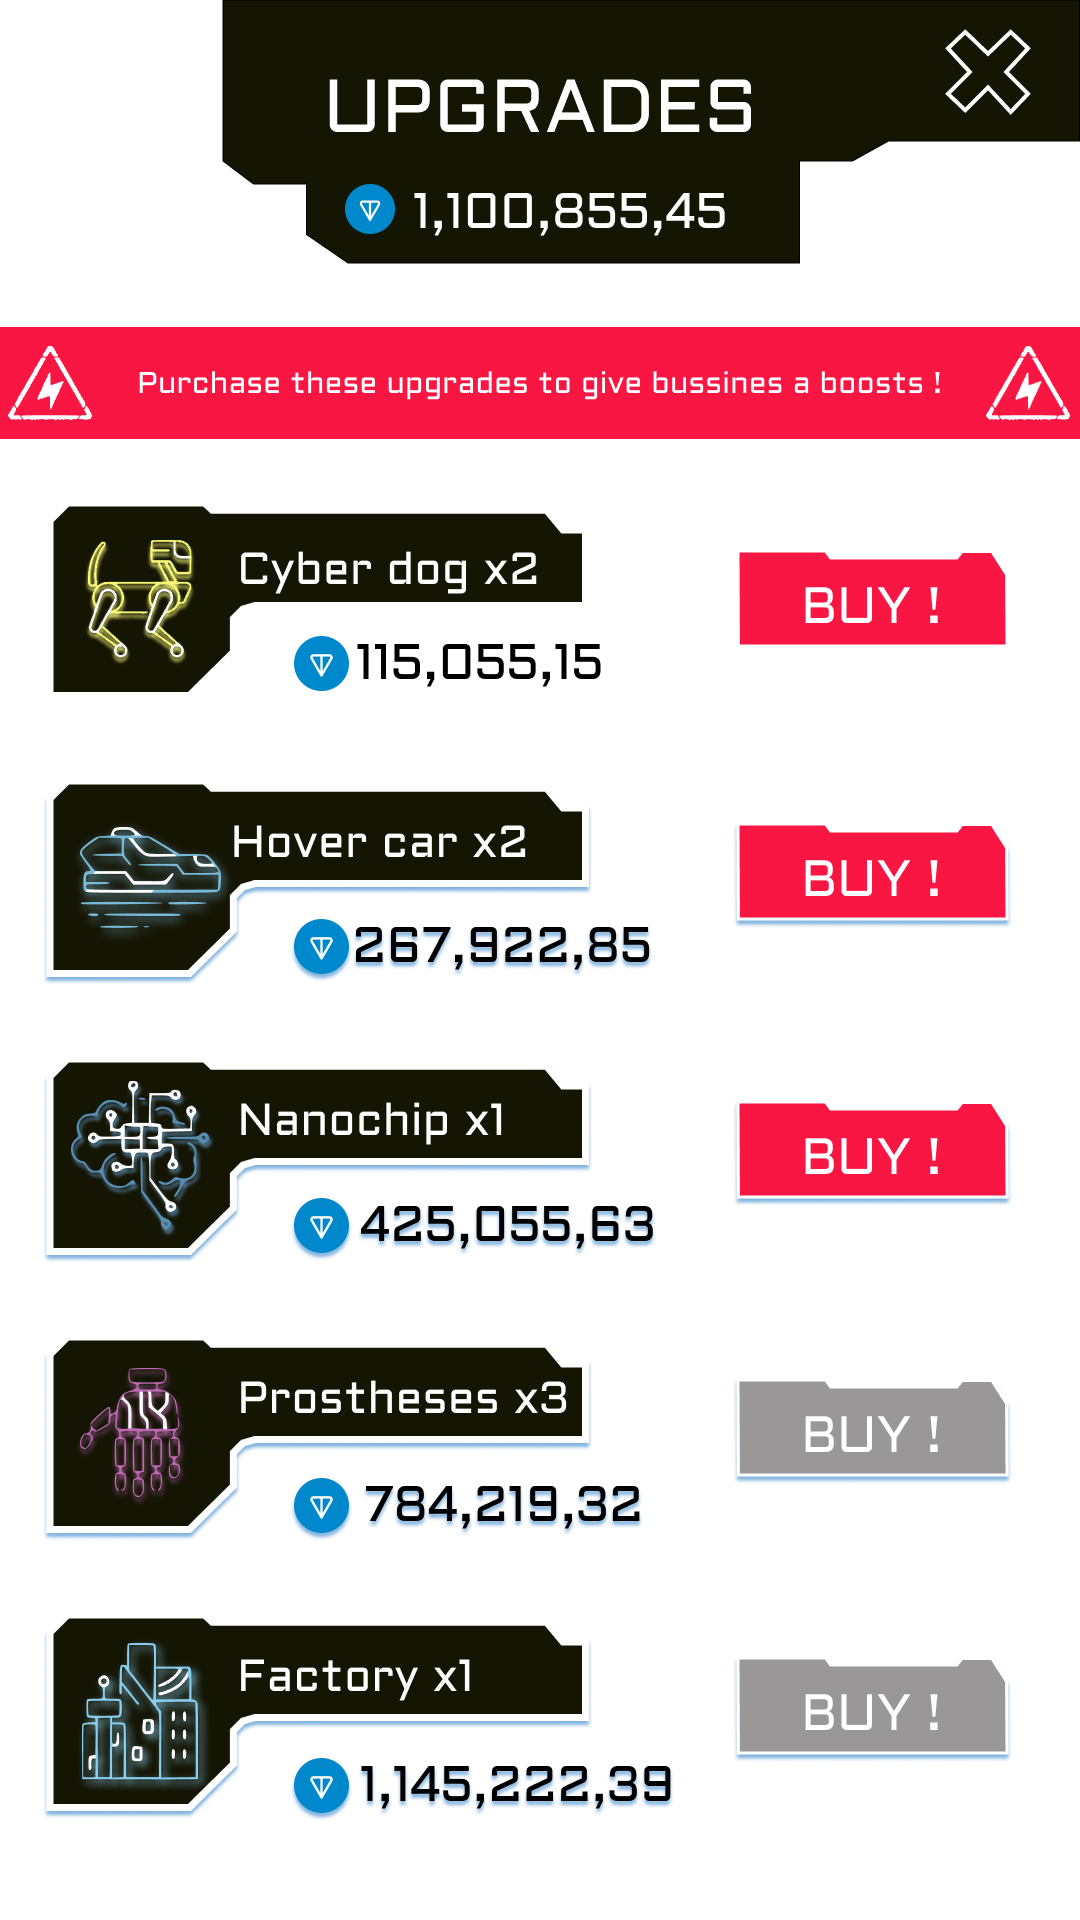 UPGRADES
1,100,855,45
Purchase these upgrades to give bussines a boosts !
Cyber dog x2
BUY !
115,055,15
Hover car x2
BUY !
267,922,85
Nanochip x1
BUY !
425,055,63
Prostheses x3
BUY !
784,219,32
Factory x1
BUY !
1,145,222,39